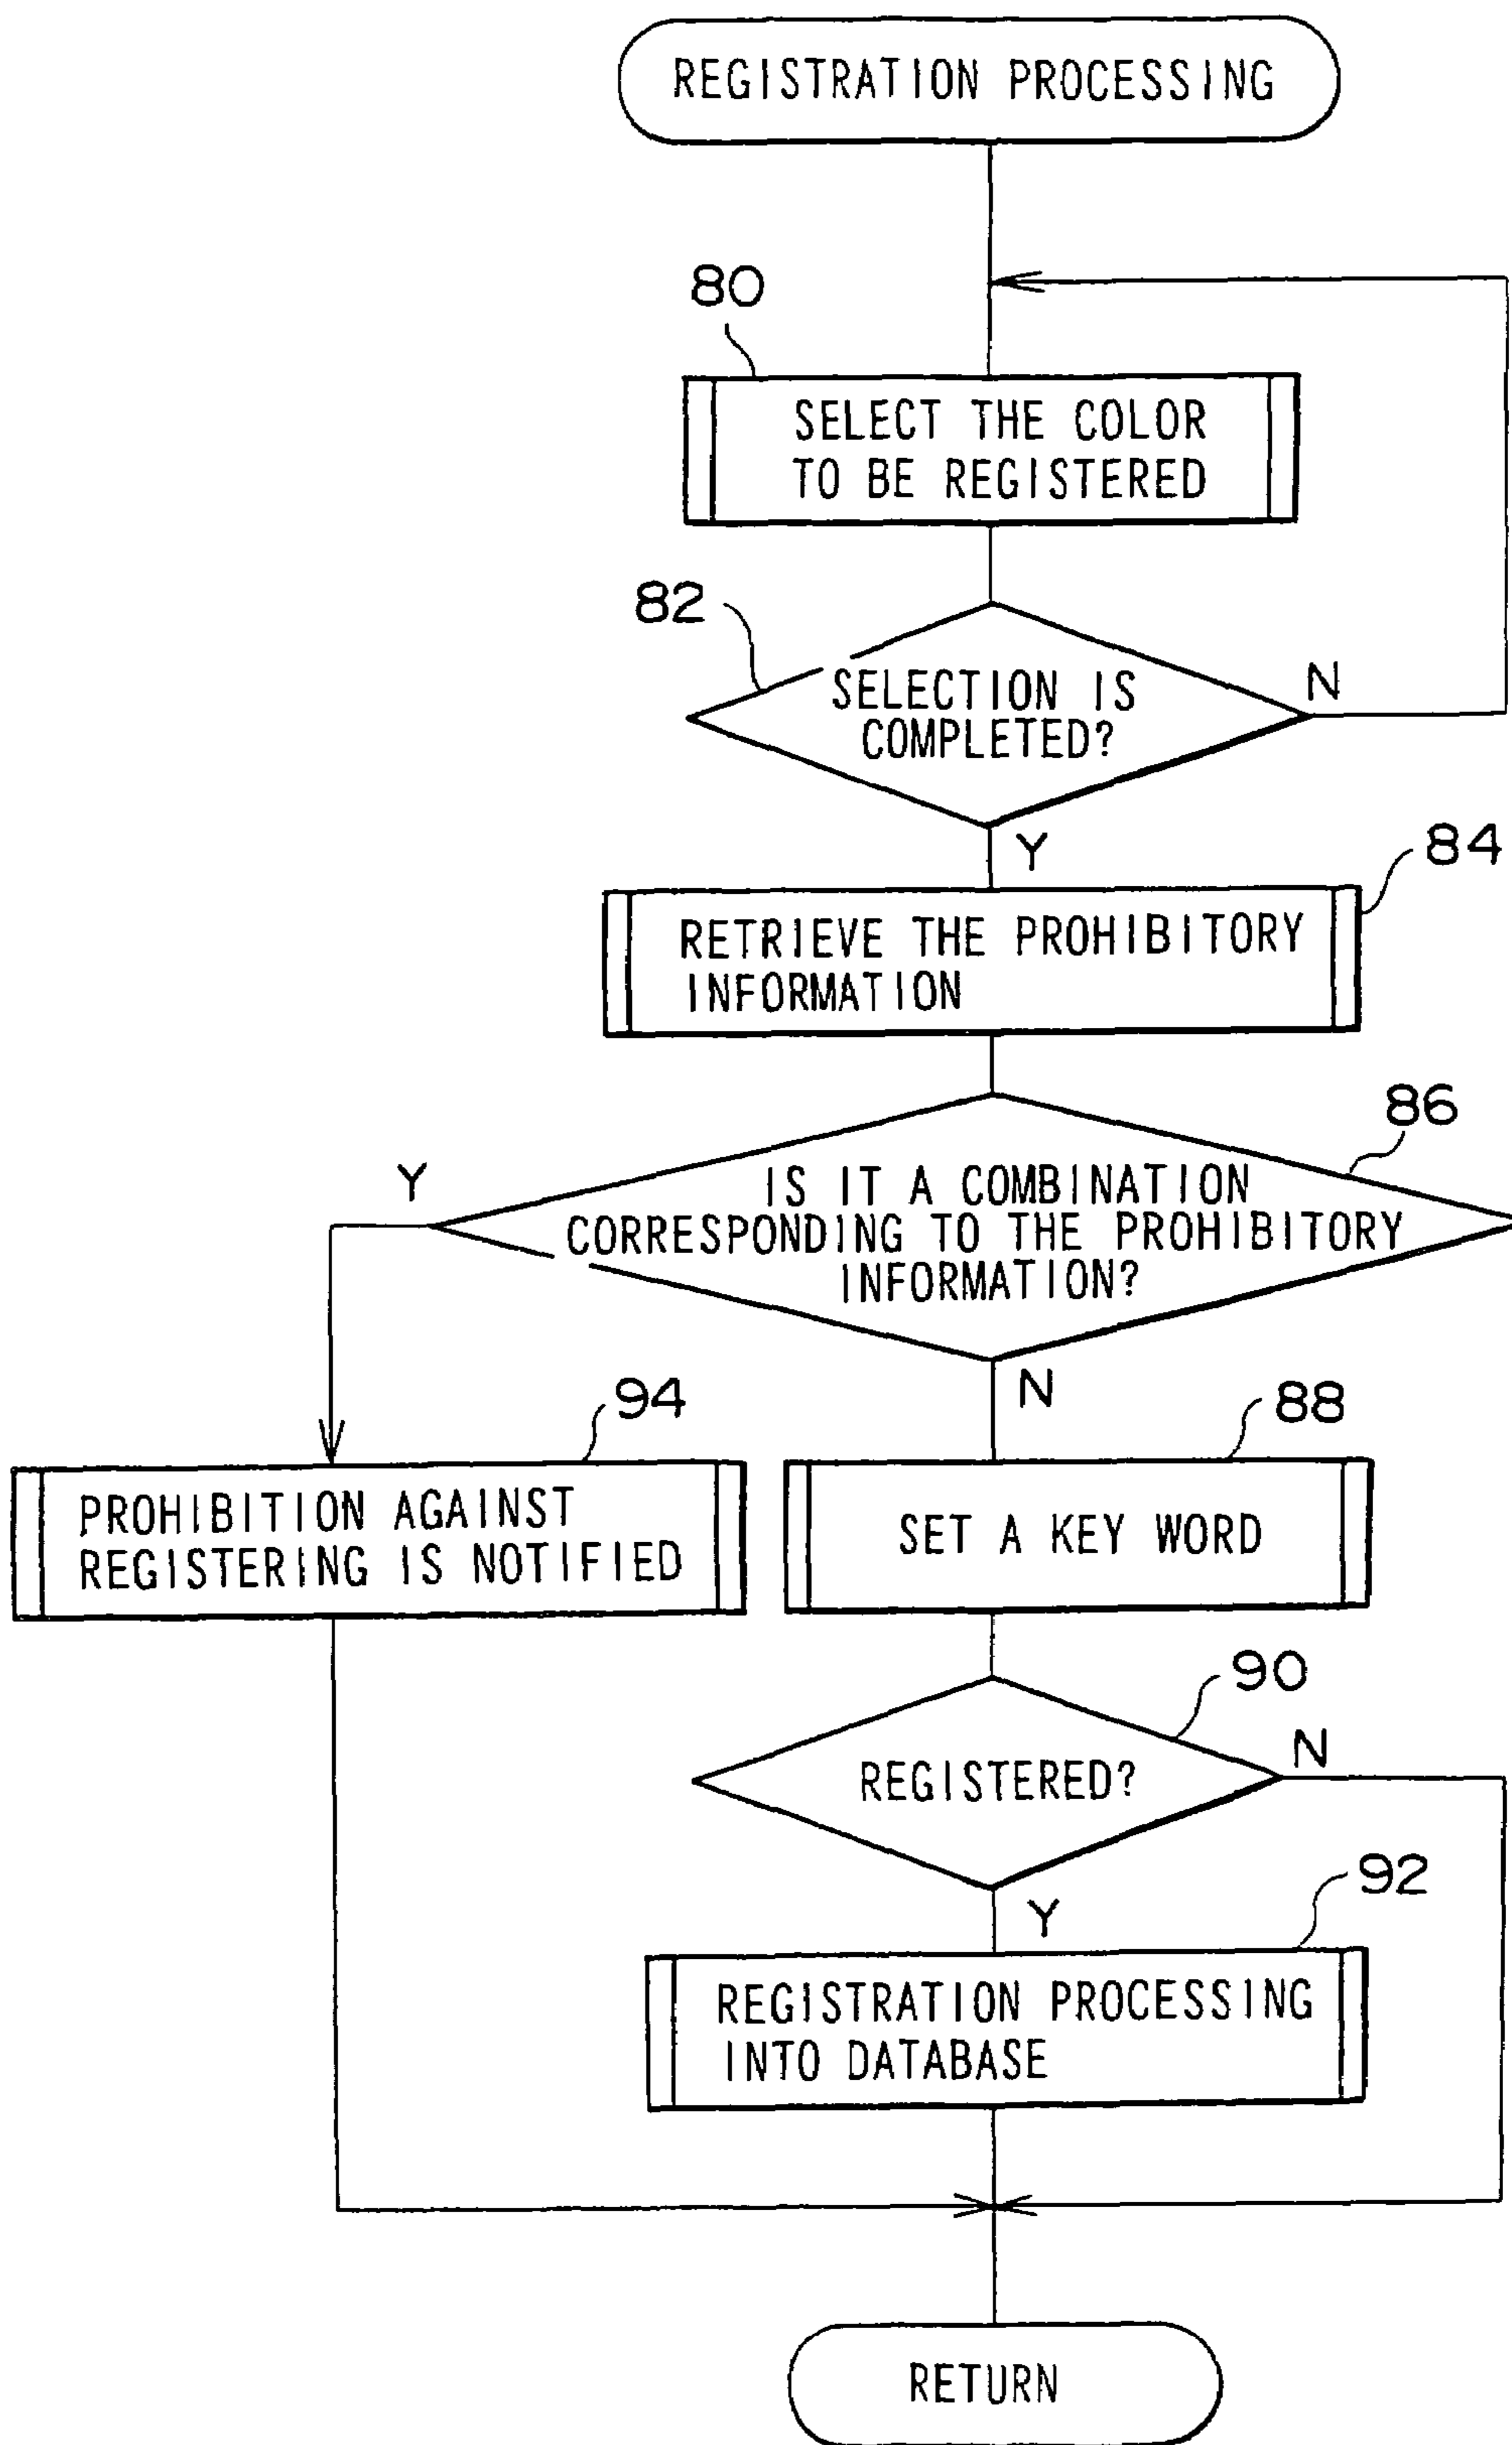 REGISTRATION PROCESSING
80
SELECT THE COLOR
TO BE REGISTERED
82
SELECTION IS
COMPLETED?
N
Y
84
RETRIEVE THE PROHIBITORY
INFORMATION
86
Y
IS IT A COMBINATION
CORRESPONDING TO THE PROHIBITORY
INFORMATION?
N
94
88
PROHIBITION AGAINST
REGISTERING IS NOTIFIED
SET A KEY WORD
90
N
REGISTERED?
92
Y
REGISTRATION PROCESSING
INTO DATABASE
RETURN